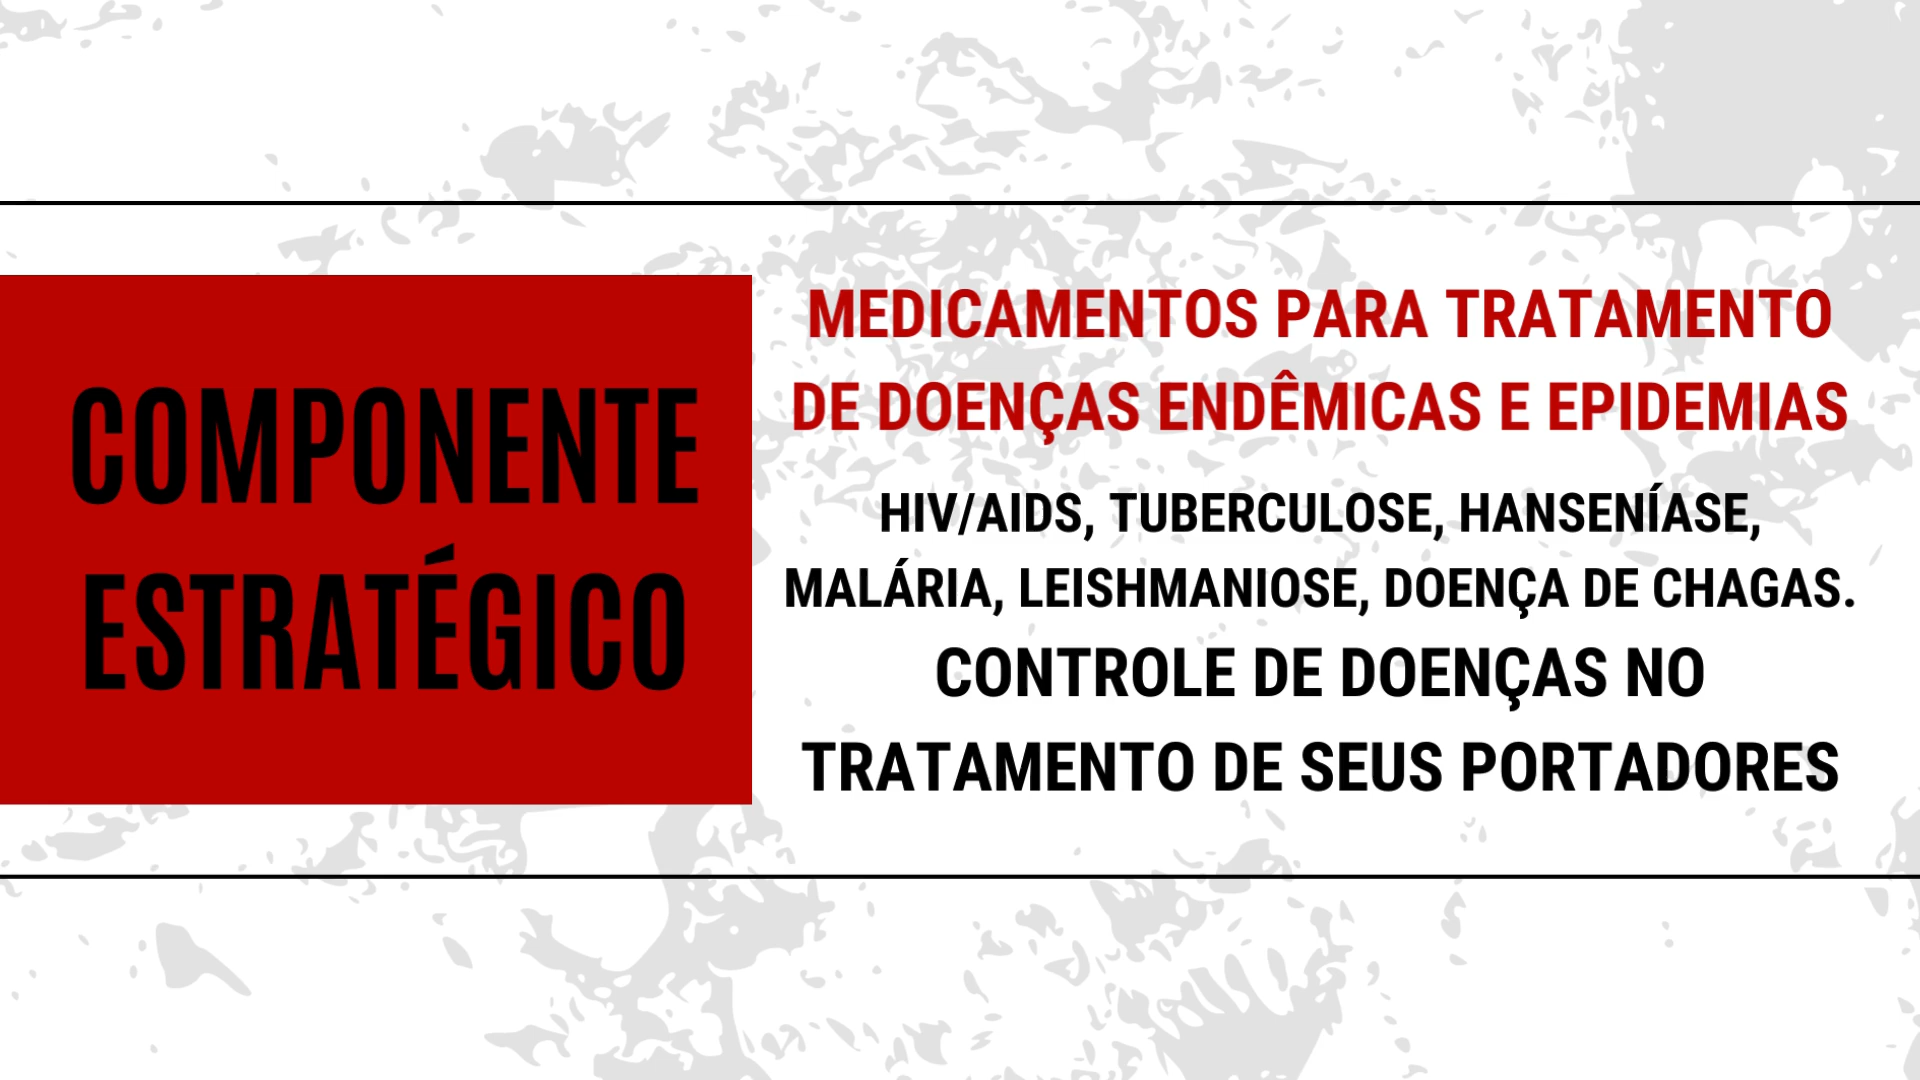 COMPONENTE
ESTRATÉGICO
MEDICAMENTOS PARA TRATAMENTO
DE DOENÇAS ENDÊMICAS E EPIDEMIAS
HIV/AIDS, TUBERCULOSE, HANSENÍASE,
MALÁRIA, LEISHMANIOSE, DOENÇA DE CHAGAS.
CONTROLE DE DOENÇAS NO
TRATAMENTO DE SEUS PORTADORES